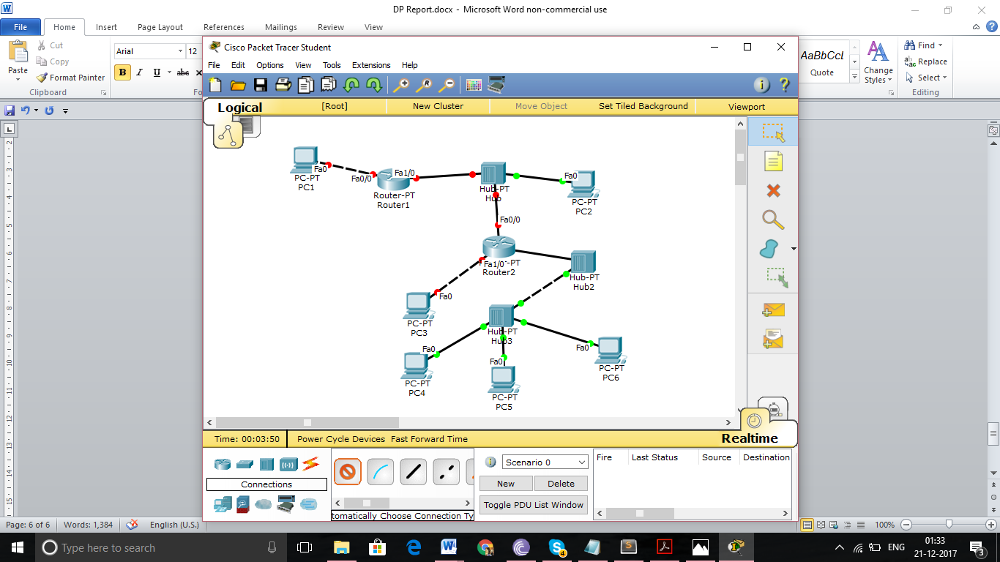 DP Report.docx - Microsoft Word non-commercial use
File Home Insert Page Layout References Mailings Review View
Paste
Cut
Copy
Format Painter
Clipboard
Arial 12
B I U abc
Cisco Packet Tracer Student
File Edit Options View Tools Extensions Help
AaBbCcI
Quote
Change
Styles
Find
Replace
Select
Editing
Logical [Root] New Cluster Move Object Set Tiled Background Viewport
Fa0
PC-PT
PC1
Fa0/0
Fa1/0
Router-PT
Router1
Hub-PT
Hub
Fa0
PC-PT
PC2
Fa0/0
Fa1/0 -PT
Router2
Hub-PT
Hub2
Fa0
PC-PT
PC3
Hub-PT
Hub3
Fa0
PC-PT
PC4
Fa0
PC-PT
PC5
Fa0
PC-PT
PC6
Time: 00:03:50 Power Cycle Devices Fast Forward Time Realtime
Connections
tomatically Choose Connection Ty
Scenario 0
New Delete
Toggle PDU List Window
Fire Last Status Source Destination
Page: 6 of 6 Words: 1,384 English (U.S.) 100%
Type here to search
ENG
01:33
21-12-2017
4
3